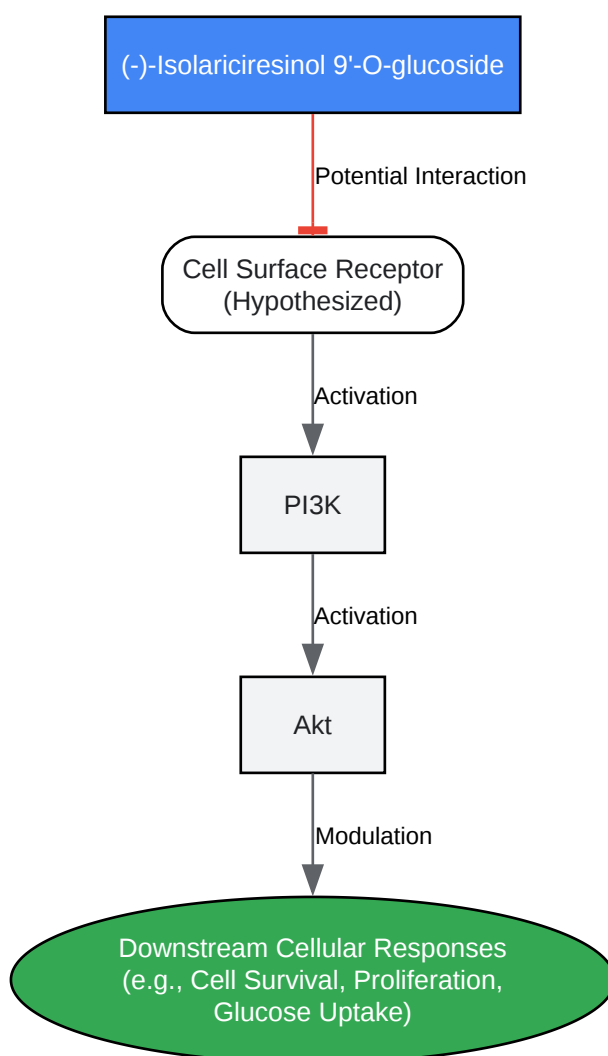 (-)-Isolariciresinol 9'-O-glucoside
Potential Interaction
Cell Surface Receptor
(Hypothesized)
Activation
PI3K
Activation
Akt
Modulation
Downstream Cellular Responses
(e.g., Cell Survival, Proliferation,
Glucose Uptake)